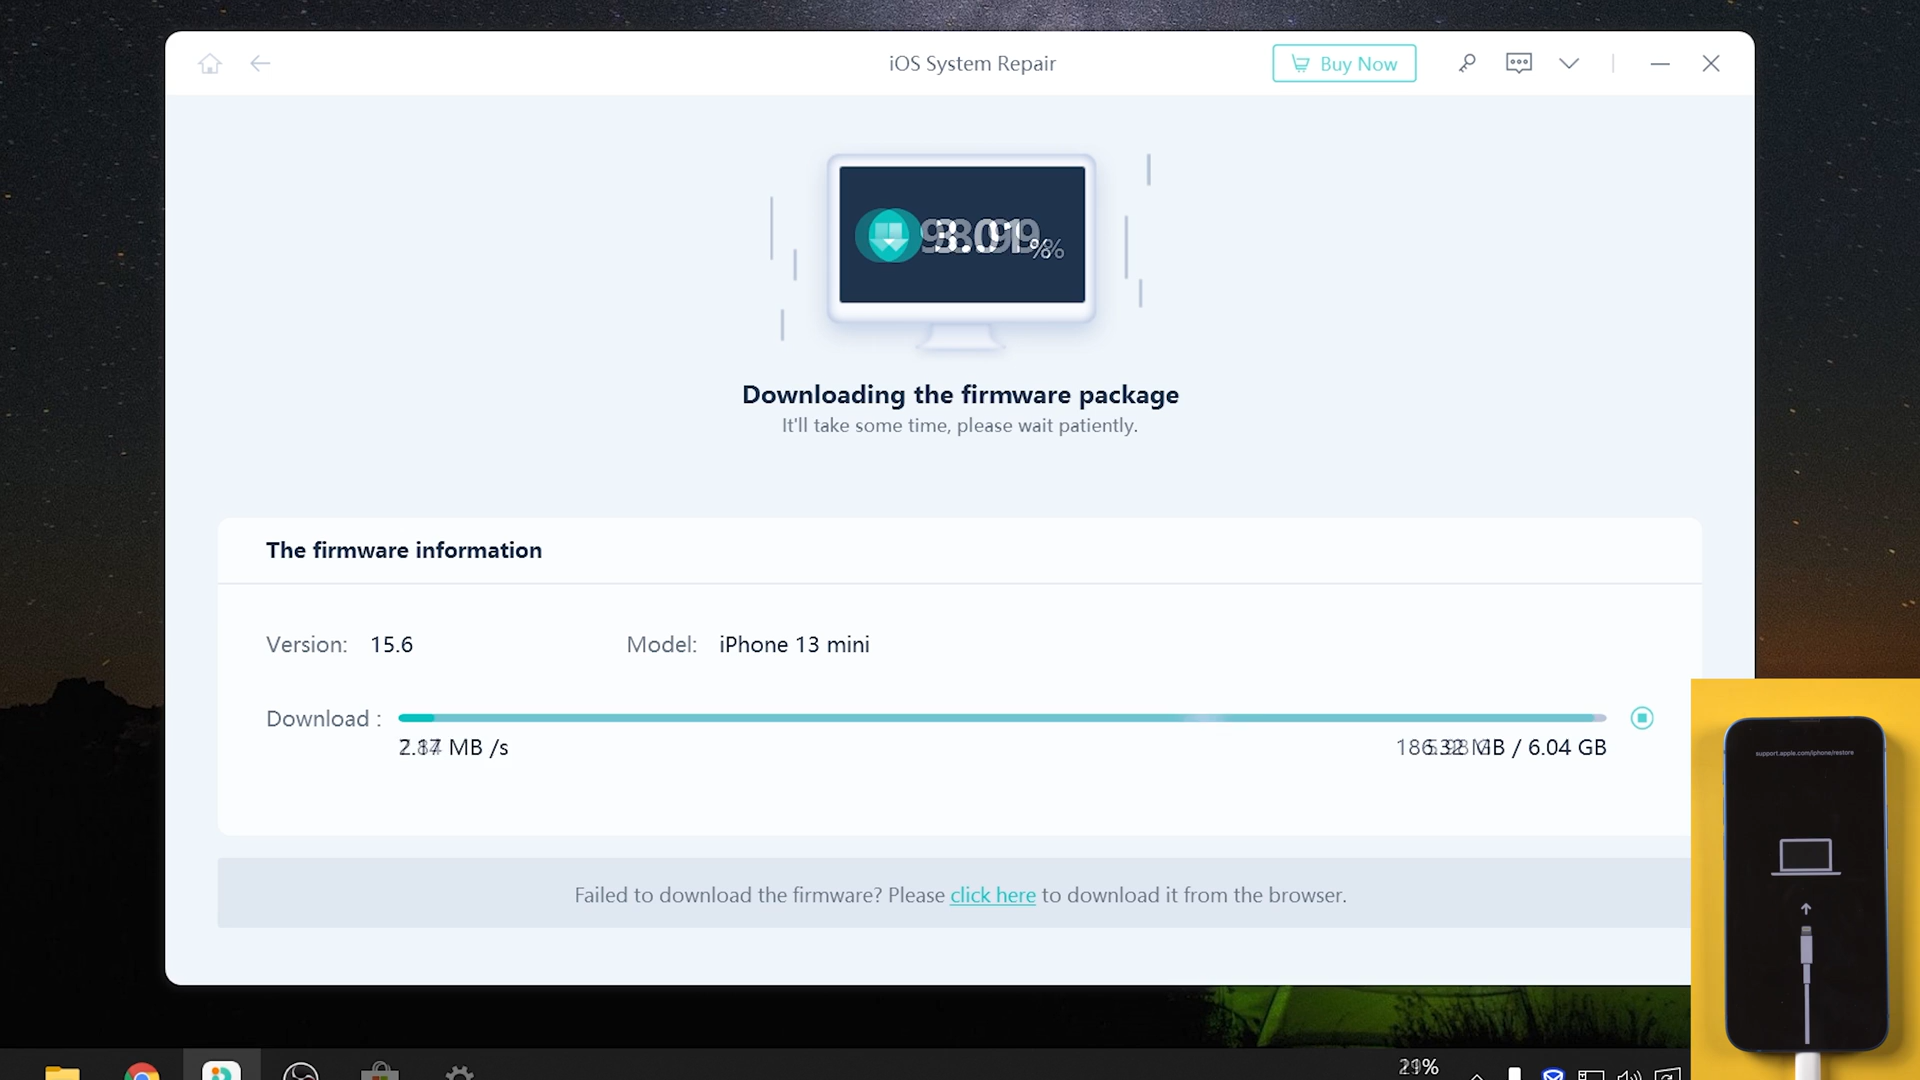 iOS System Repair
Buy Now
Downloading the firmware package
It'll take some time, please wait patiently.
The firmware information
Version: 15.6
Model: iPhone 13 mini
Download :
MB /s
/ 6.04 GB
Failed to download the firmware? Please click here to download it from the browser.
support.apple.com/iphone/restore